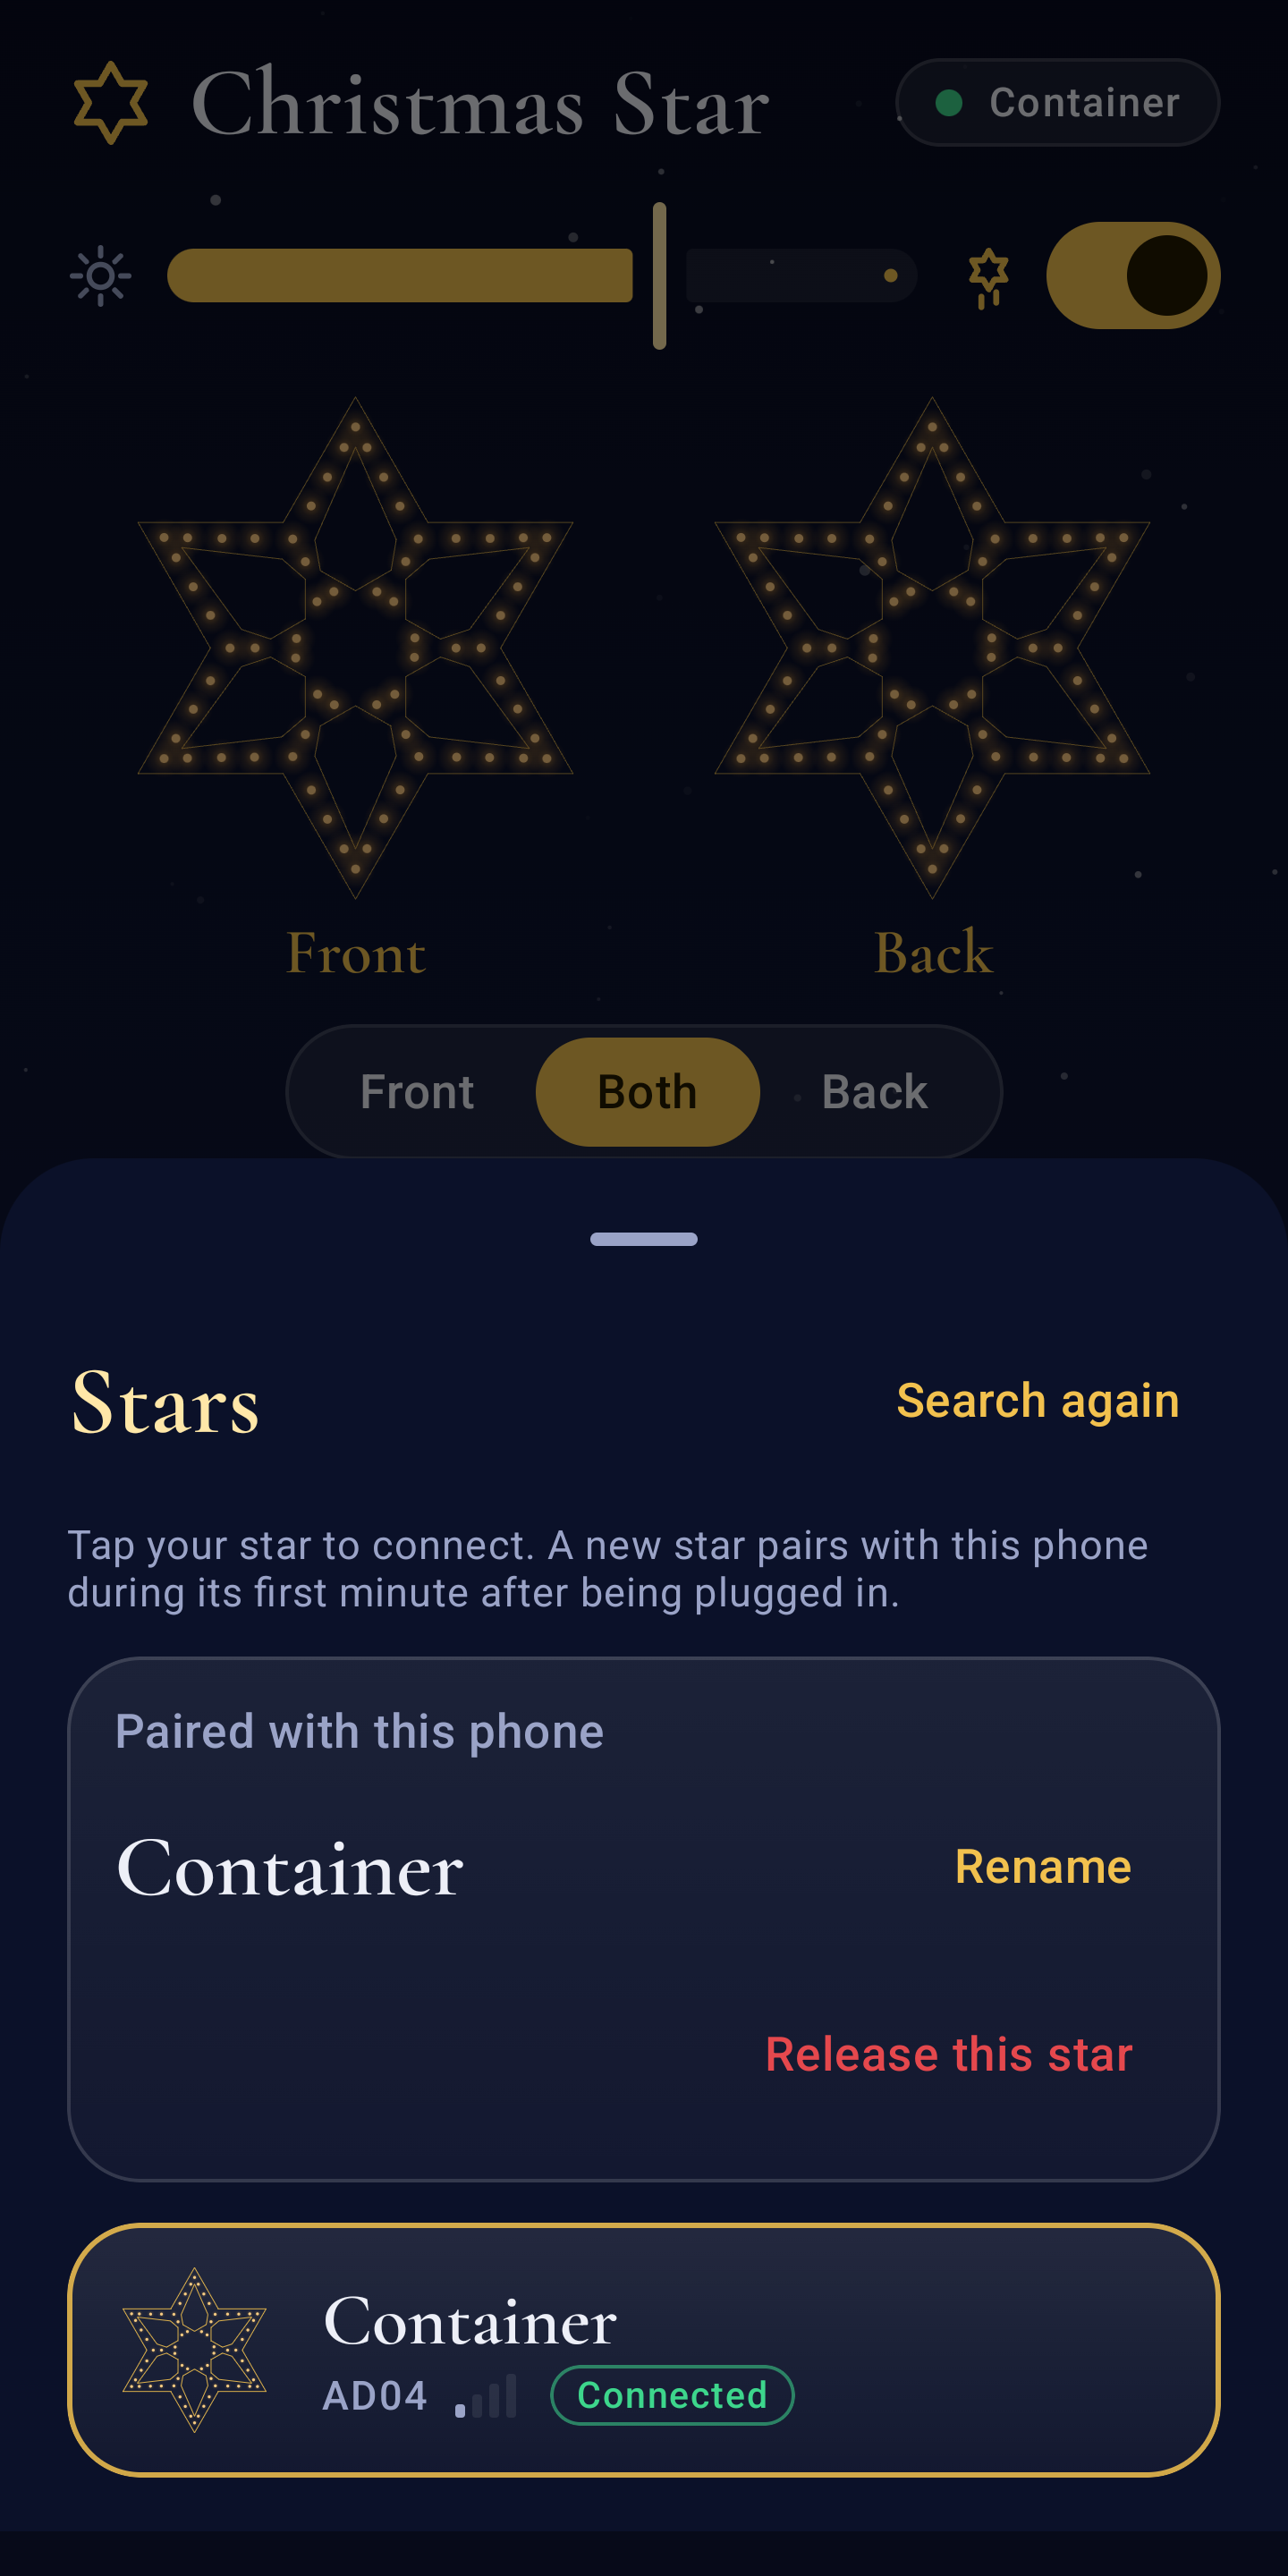 Christmas Star
Container
Front
Back
Front
Both
Back
Stars
Search again
Tap your star to connect. A new star pairs with this phone
during its first minute after being plugged in.
Paired with this phone
Container
Rename
Release this star
Container
AD04
Connected